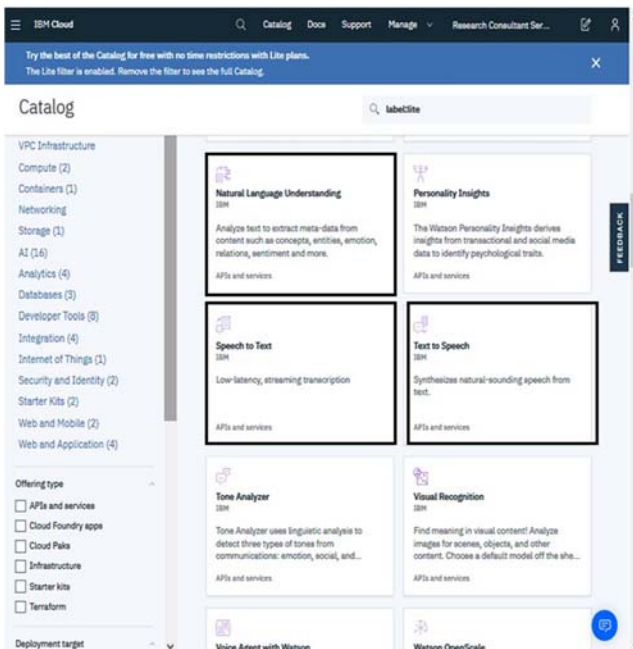 IBM Cloud
Catalog Docs Support Manage Research Consultant Ser...
Try the best of the Catalog for free with no time restrictions with Lite plans.
The Lite filter is enabled. Remove the filter to see the full Catalog.
Catalog
label:lite
VPC Infrastructure
Compute (2)
Containers (1)
Networking
Storage (1)
AI (16)
Analytics (4)
Databases (3)
Developer Tools (8)
Integration (4)
Internet of Things (1)
Security and Identity (2)
Starter Kits (2)
Web and Mobile (2)
Web and Application (4)
Offering type
APIs and services
Cloud Foundry apps
Cloud Paks
Infrastructure
Starter kits
Terraform
Deployment target
Natural Language Understanding
IBM
Analyze text to extract meta-data from
content such as concepts, entities, emotion,
relations, sentiment and more.
APIs and services
Personality Insights
IBM
The Watson Personality Insights derives
insights from transactional and social media
data to identify psychological traits.
APIs and services
Speech to Text
IBM
Low-latency, streaming transcription
APIs and services
Text to Speech
IBM
Synthesizes natural-sounding speech from
text.
APIs and services
Tone Analyzer
IBM
Tone Analyzer uses linguistic analysis to
detect three types of tones from
communications: emotion, social, and...
APIs and services
Visual Recognition
IBM
Find meaning in visual content! Analyze
images for scenes, objects, and other
content. Choose a default model off the she...
APIs and services
Voice Agent with Watson
Watson OpenScale
FEEDBACK